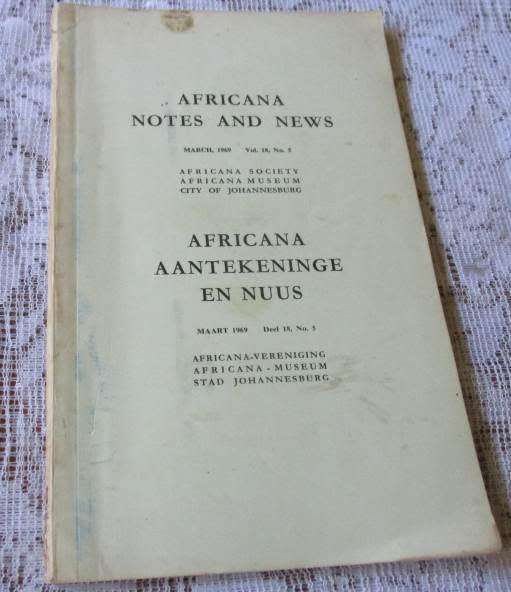 AFRICANA
NOTES AND NEWS
MARCH, 1969 Vol. 18, No. 5
AFRICANA SOCIETY
AFRICANA MUSEUM
CITY OF JOHANNESBURG
AFRICANA
AANTEKENINGE
EN NUUS
MAART 1969 Deel 18, No. 5
AFRICANA-VERENIGING
AFRICANA - MUSEUM
STAD JOHANNESBURG